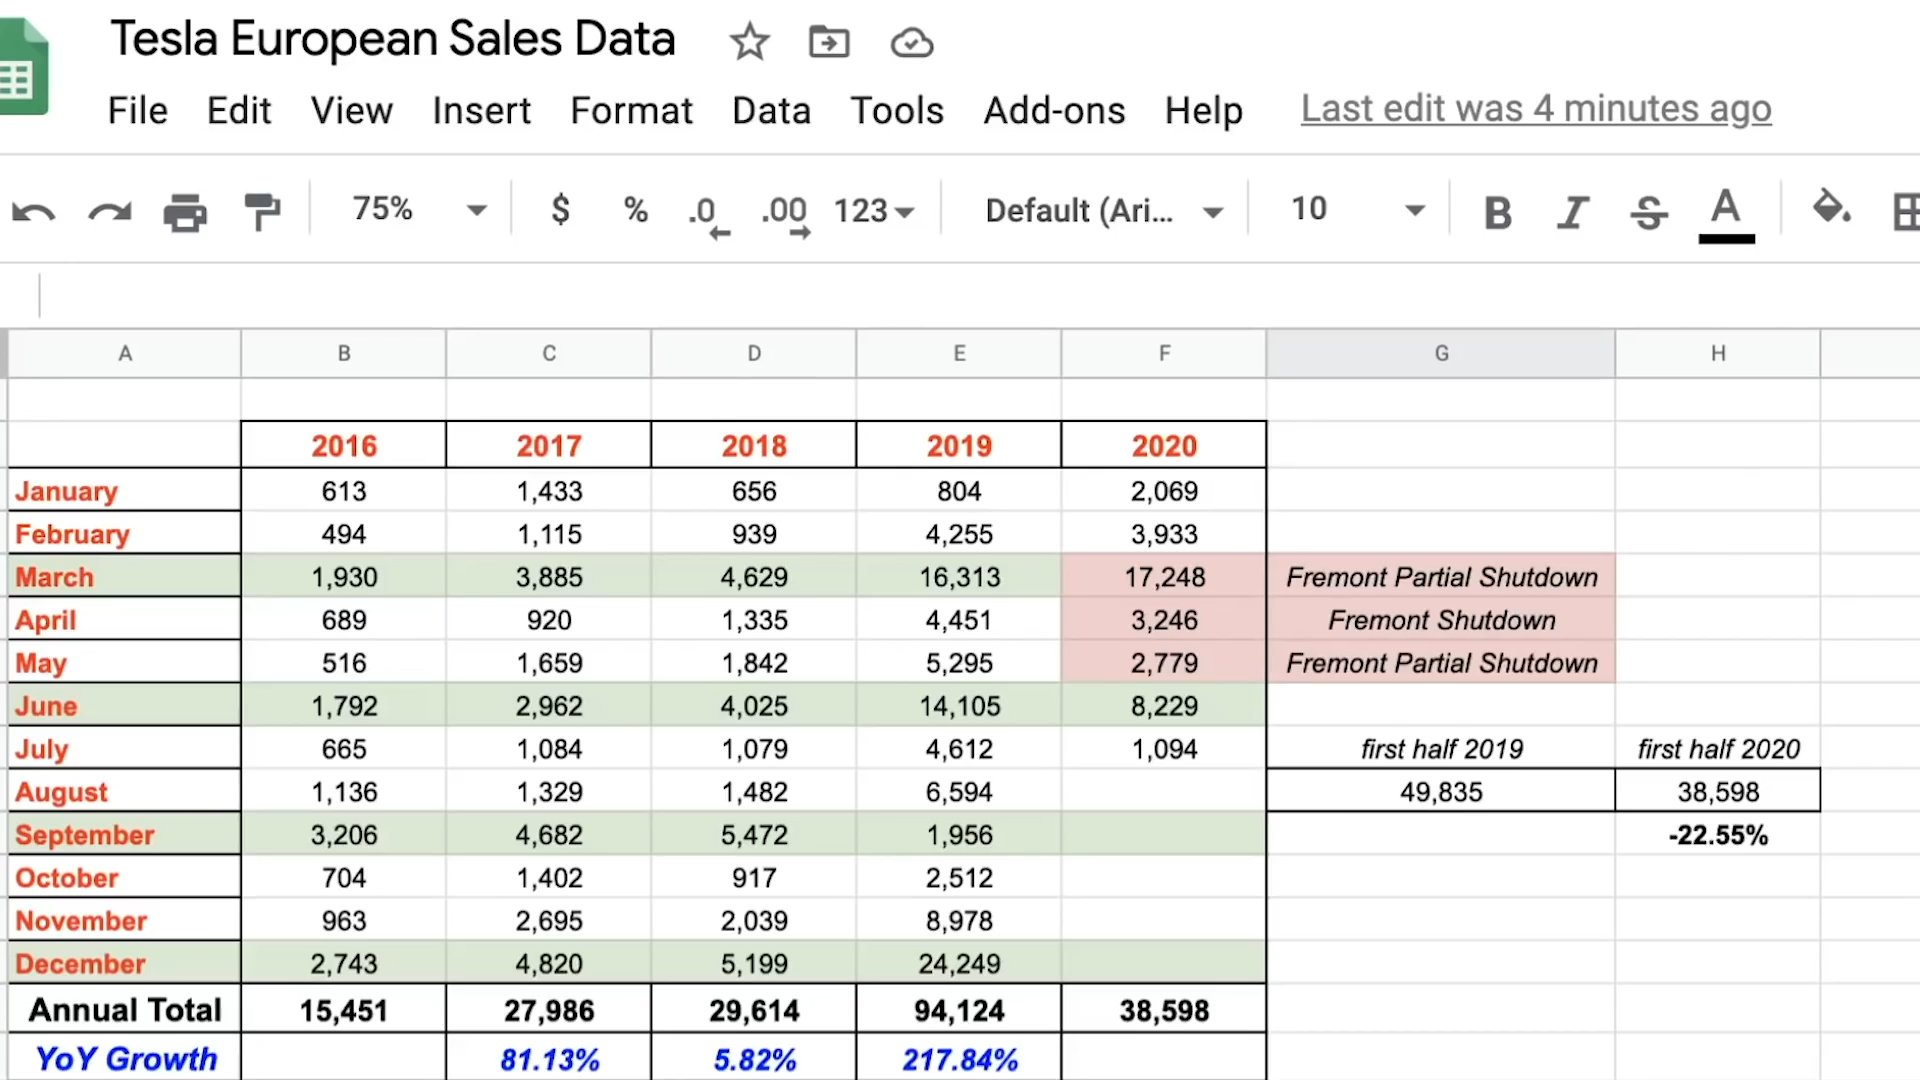 Tesla European Sales Data
File Edit View Insert Format Data Tools Add-ons Help Last edit was 4 minutes ago
75% $ % .0 .00 123 Default (Ari... 10 B I S A
A B C D E F G H
2016 2017 2018 2019 2020
January 613 1,433 656 804 2,069
February 494 1,115 939 4,255 3,933
March 1,930 3,885 4,629 16,313 17,248 Fremont Partial Shutdown
April 689 920 1,335 4,451 3,246 Fremont Shutdown
May 516 1,659 1,842 5,295 2,779 Fremont Partial Shutdown
June 1,792 2,962 4,025 14,105 8,229
July 665 1,084 1,079 4,612 1,094 first half 2019 first half 2020
August 1,136 1,329 1,482 6,594 49,835 38,598
September 3,206 4,682 5,472 1,956 -22.55%
October 704 1,402 917 2,512
November 963 2,695 2,039 8,978
December 2,743 4,820 5,199 24,249
Annual Total 15,451 27,986 29,614 94,124 38,598
YoY Growth 81.13% 5.82% 217.84%